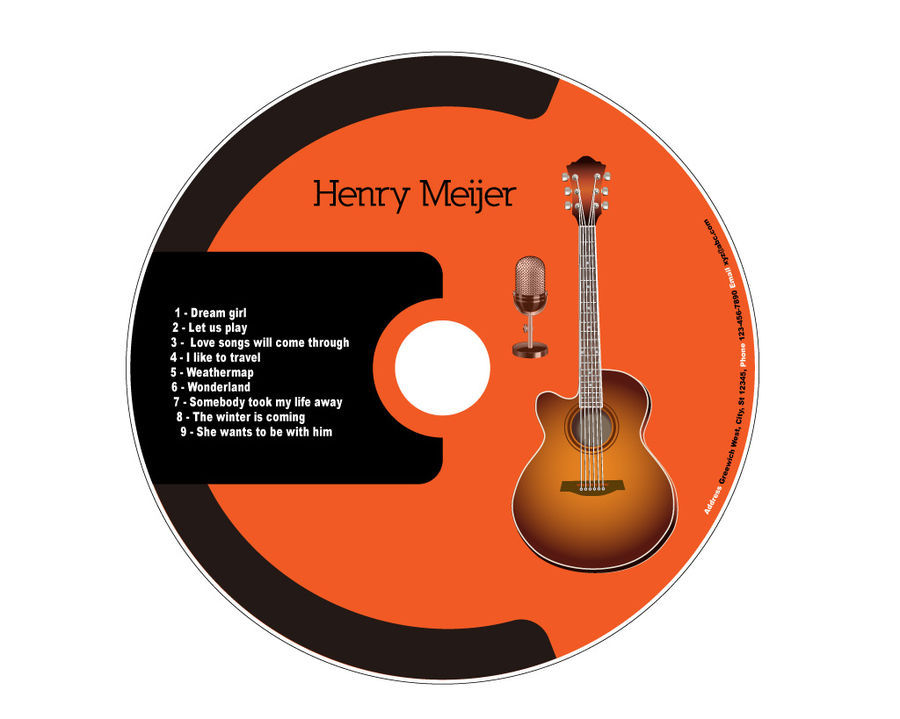 Henry Meijer
1 - Dream girl
2 - Let us play
3 - Love songs will come through
4 - I like to travel
5 - Weathermap
6 - Wonderland
7 - Somebody took my life away
8 - The winter is coming
9 - She wants to be with him
Address Greewich West, City, St 12345, Phone 123-456-7890 Email xyz@abc.com